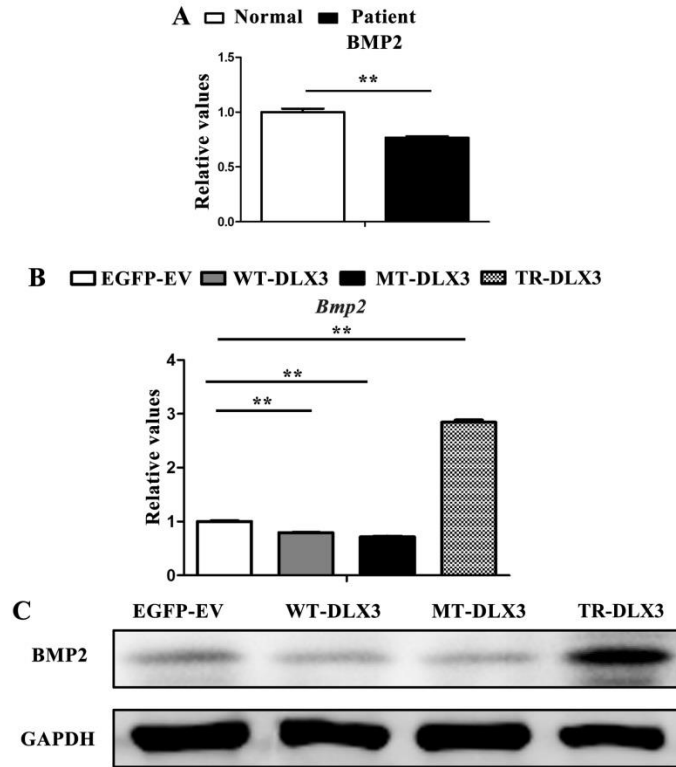 A Normal Patient
BMP2
**
1.5
1.0
0.5
0.0
Relative values
B EGFP-EV WT-DLX3 MT-DLX3 TR-DLX3
Bmp2
**
**
**
4
3
2
1
0
Relative values
C EGFP-EV WT-DLX3 MT-DLX3 TR-DLX3
BMP2
GAPDH